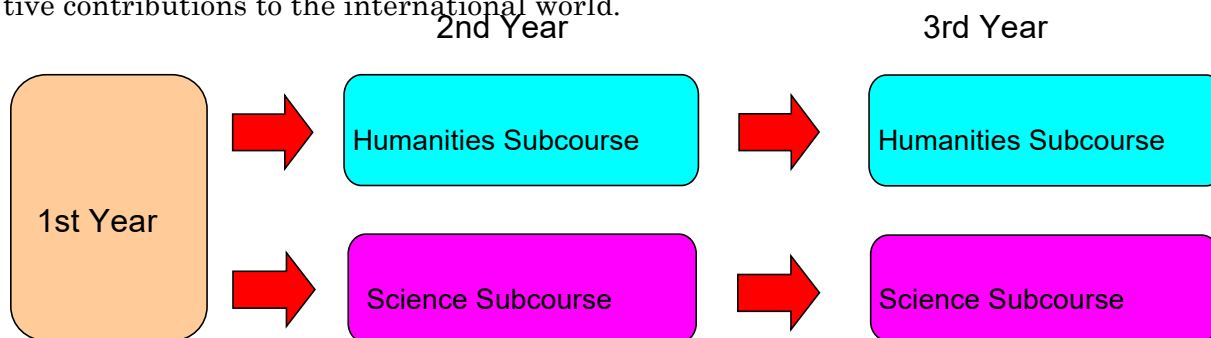 tive contributions to the international world.
2nd Year 3rd Year
Humanities Subcourse Humanities Subcourse
1st Year
Science Subcourse Science Subcourse